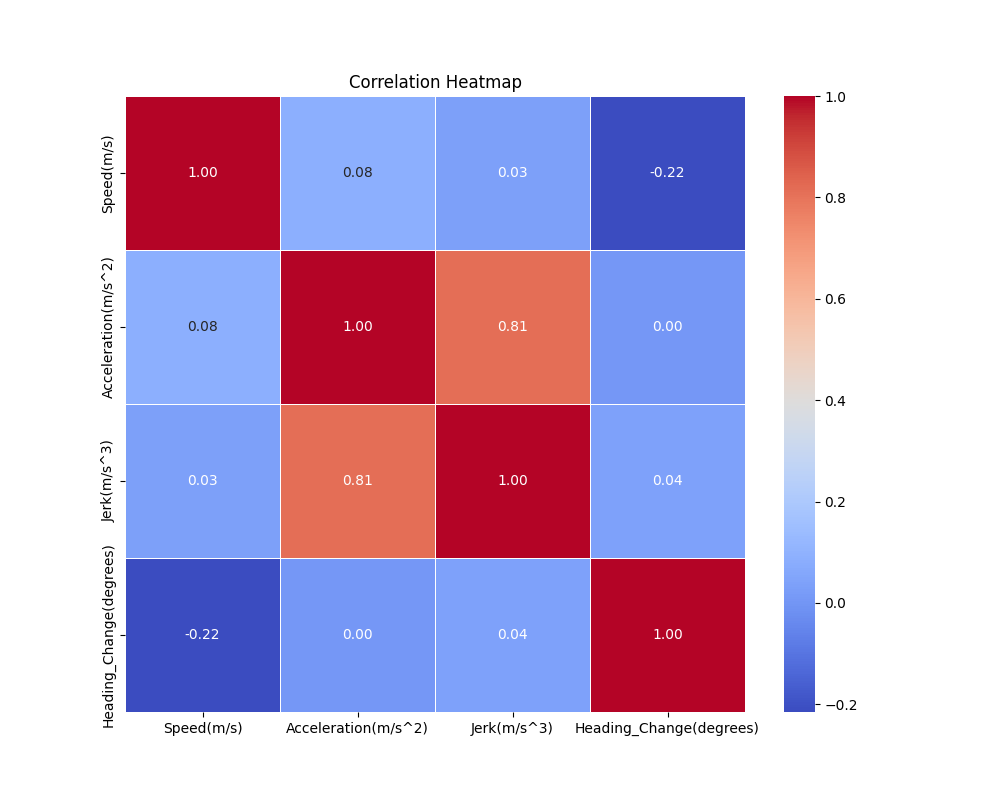 Correlation Heatmap
Speed(m/s)
1.00
0.08
0.03
-0.22
Acceleration(m/s^2)
0.08
1.00
0.81
0.00
Jerk(m/s^3)
0.03
0.81
1.00
0.04
Heading_Change(degrees)
-0.22
0.00
0.04
1.00
Speed(m/s)
Acceleration(m/s^2)
Jerk(m/s^3)
Heading_Change(degrees)
1.0
0.8
0.6
0.4
0.2
0.0
−0.2